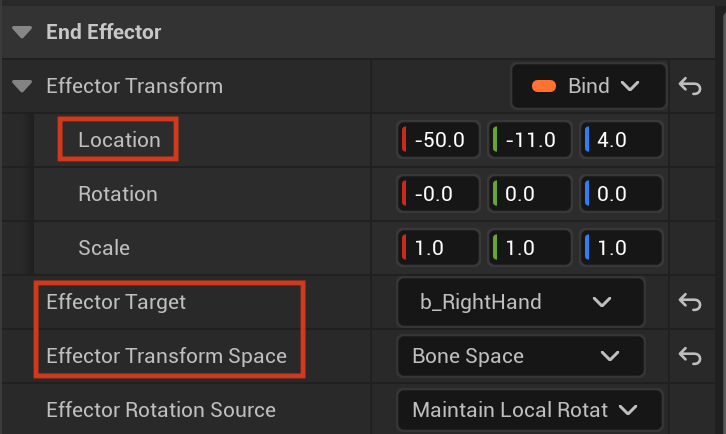 End Effector
Effector Transform Bind
Location -50.0 -11.0 4.0
Rotation -0.0 0.0 0.0
Scale 1.0 1.0 1.0
Effector Target b_RightHand
Effector Transform Space Bone Space
Effector Rotation Source Maintain Local Rotat